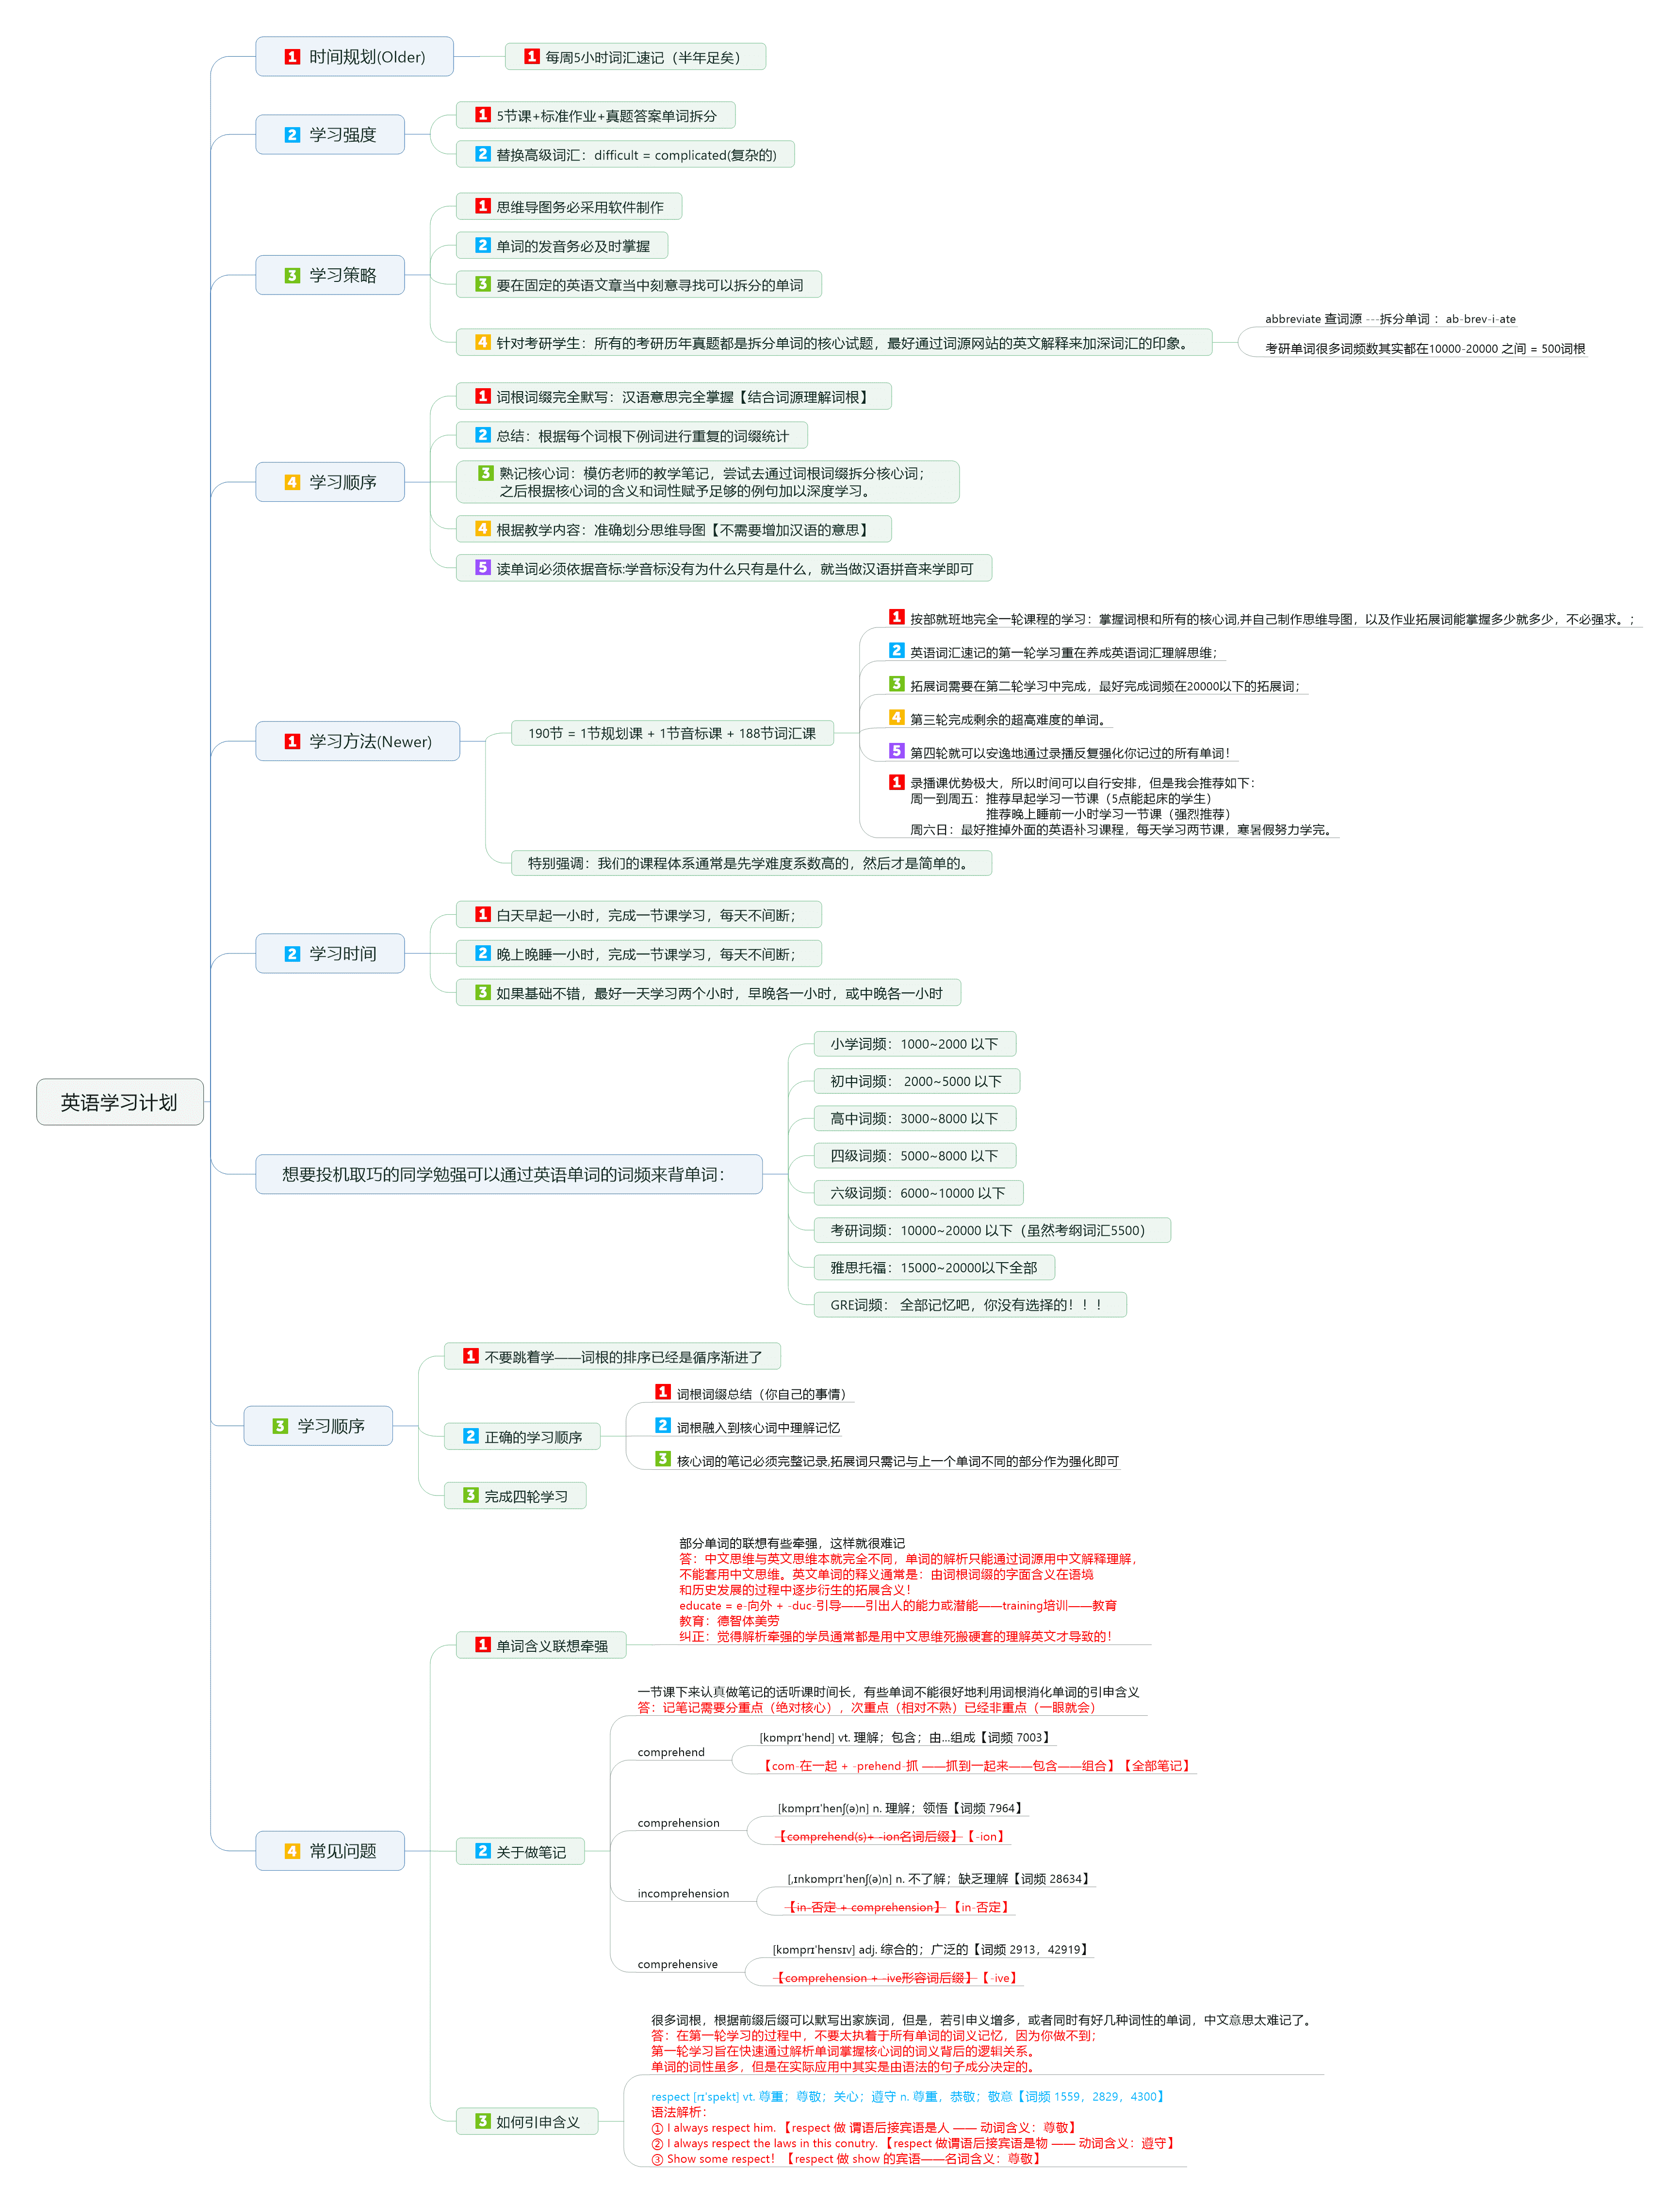 英语学习计划
1 时间规划(Older)
1 每周5小时词汇速记（半年足矣）
2 学习强度
1 5节课+标准作业+真题答案单词拆分
2 替换高级词汇：difficult = complicated(复杂的)
3 学习策略
1 思维导图务必采用软件制作
2 单词的发音务必及时掌握
3 要在固定的英语文章当中刻意寻找可以拆分的单词
4 针对考研学生：所有的考研历年真题都是拆分单词的核心试题，最好通过词源网站的英文解释来加深词汇的印象。
abbreviate 查词源 ---拆分单词 ：ab-brev-i-ate
考研单词很多词频数其实都在10000-20000 之间 = 500词根
4 学习顺序
1 词根词缀完全默写：汉语意思完全掌握【结合词源理解词根】
2 总结：根据每个词根下例词进行重复的词缀统计
3 熟记核心词：模仿老师的教学笔记，尝试去通过词根词缀拆分核心词；
之后根据核心词的含义和词性赋予足够的例句加以深度学习。
4 根据教学内容：准确划分思维导图【不需要增加汉语的意思】
5 读单词必须依据音标:学音标没有为什么只有是什么，就当做汉语拼音来学即可
1 学习方法(Newer)
190节 = 1节规划课 + 1节音标课 + 188节词汇课
1 按部就班地完全一轮课程的学习：掌握词根和所有的核心词,并自己制作思维导图，以及作业拓展词能掌握多少就多少，不必强求。；
2 英语词汇速记的第一轮学习重在养成英语词汇理解思维；
3 拓展词需要在第二轮学习中完成，最好完成词频在20000以下的拓展词；
4 第三轮完成剩余的超高难度的单词。
5 第四轮就可以安逸地通过录播反复强化你记过的所有单词！
1 录播课优势极大，所以时间可以自行安排，但是我会推荐如下：
周一到周五：推荐早起学习一节课（5点能起床的学生）
推荐晚上睡前一小时学习一节课（强烈推荐）
周六日：最好推掉外面的英语补习课程，每天学习两节课，寒暑假努力学完。
特别强调：我们的课程体系通常是先学难度系数高的，然后才是简单的。
2 学习时间
1 白天早起一小时，完成一节课学习，每天不间断；
2 晚上晚睡一小时，完成一节课学习，每天不间断；
3 如果基础不错，最好一天学习两个小时，早晚各一小时，或中晚各一小时
想要投机取巧的同学勉强可以通过英语单词的词频来背单词：
小学词频：1000~2000 以下
初中词频： 2000~5000 以下
高中词频：3000~8000 以下
四级词频：5000~8000 以下
六级词频：6000~10000 以下
考研词频：10000~20000 以下（虽然考纲词汇5500）
雅思托福：15000~20000以下全部
GRE词频： 全部记忆吧，你没有选择的！！！
3 学习顺序
1 不要跳着学——词根的排序已经是循序渐进了
2 正确的学习顺序
1 词根词缀总结（你自己的事情）
2 词根融入到核心词中理解记忆
3 核心词的笔记必须完整记录,拓展词只需记与上一个单词不同的部分作为强化即可
3 完成四轮学习
4 常见问题
1 单词含义联想牵强
部分单词的联想有些牵强，这样就很难记
答：中文思维与英文思维本就完全不同，单词的解析只能通过词源用中文解释理解，
不能套用中文思维。英文单词的释义通常是：由词根词缀的字面含义在语境
和历史发展的过程中逐步衍生的拓展含义！
educate = e-向外 + -duc-引导——引出人的能力或潜能——training培训——教育
教育：德智体美劳
纠正：觉得解析牵强的学员通常都是用中文思维死搬硬套的理解英文才导致的！
2 关于做笔记
一节课下来认真做笔记的话听课时间长，有些单词不能很好地利用词根消化单词的引申含义
答：记笔记需要分重点（绝对核心），次重点（相对不熟）已经非重点（一眼就会）
comprehend
[kɒmprɪˈhend] vt. 理解；包含；由...组成【词频 7003】
【com-在一起 + -prehend-抓 ——抓到一起来——包含——组合】【全部笔记】
comprehension
[kɒmprɪˈhenʃ(ə)n] n. 理解；领悟【词频 7964】
【comprehend(s)+ -ion名词后缀】【-ion】
incomprehension
[ˌɪnkɒmprɪˈhenʃ(ə)n] n. 不了解；缺乏理解【词频 28634】
【in-否定 + comprehension】【in-否定】
comprehensive
[kɒmprɪˈhensɪv] adj. 综合的；广泛的【词频 2913，42919】
【comprehension + -ive形容词后缀】【-ive】
3 如何引申含义
很多词根，根据前缀后缀可以默写出家族词，但是，若引申义增多，或者同时有好几种词性的单词，中文意思太难记了。
答：在第一轮学习的过程中，不要太执着于所有单词的词义记忆，因为你做不到；
第一轮学习旨在快速通过解析单词掌握核心词的词义背后的逻辑关系。
单词的词性虽多，但是在实际应用中其实是由语法的句子成分决定的。
respect [rɪˈspekt] vt. 尊重；尊敬；关心；遵守 n. 尊重，恭敬；敬意【词频 1559，2829，4300】
语法解析：
① I always respect him. 【respect 做 谓语后接宾语是人 —— 动词含义：尊敬】
② I always respect the laws in this conutry. 【respect 做谓语后接宾语是物 —— 动词含义：遵守】
③ Show some respect！【respect 做 show 的宾语——名词含义：尊敬】